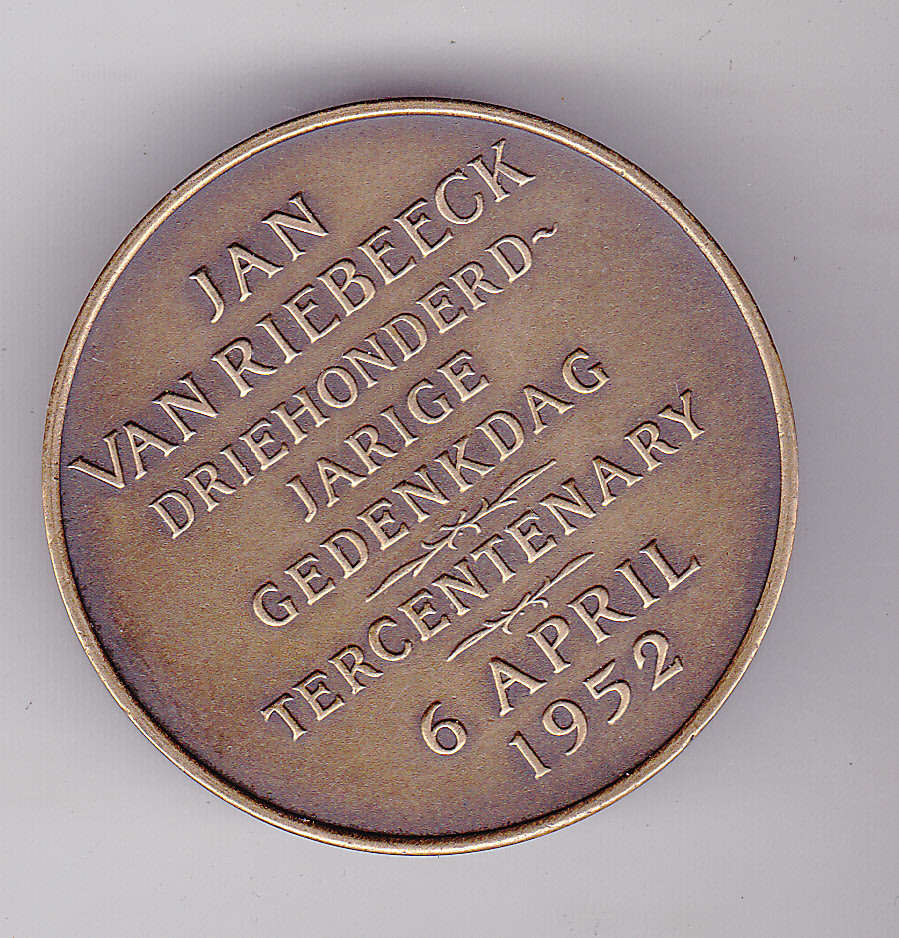 JAN
VAN RIEBEECK
DRIEHONDERD~
JARIGE
GEDENKDAG
TERCENTENARY
6 APRIL
1952